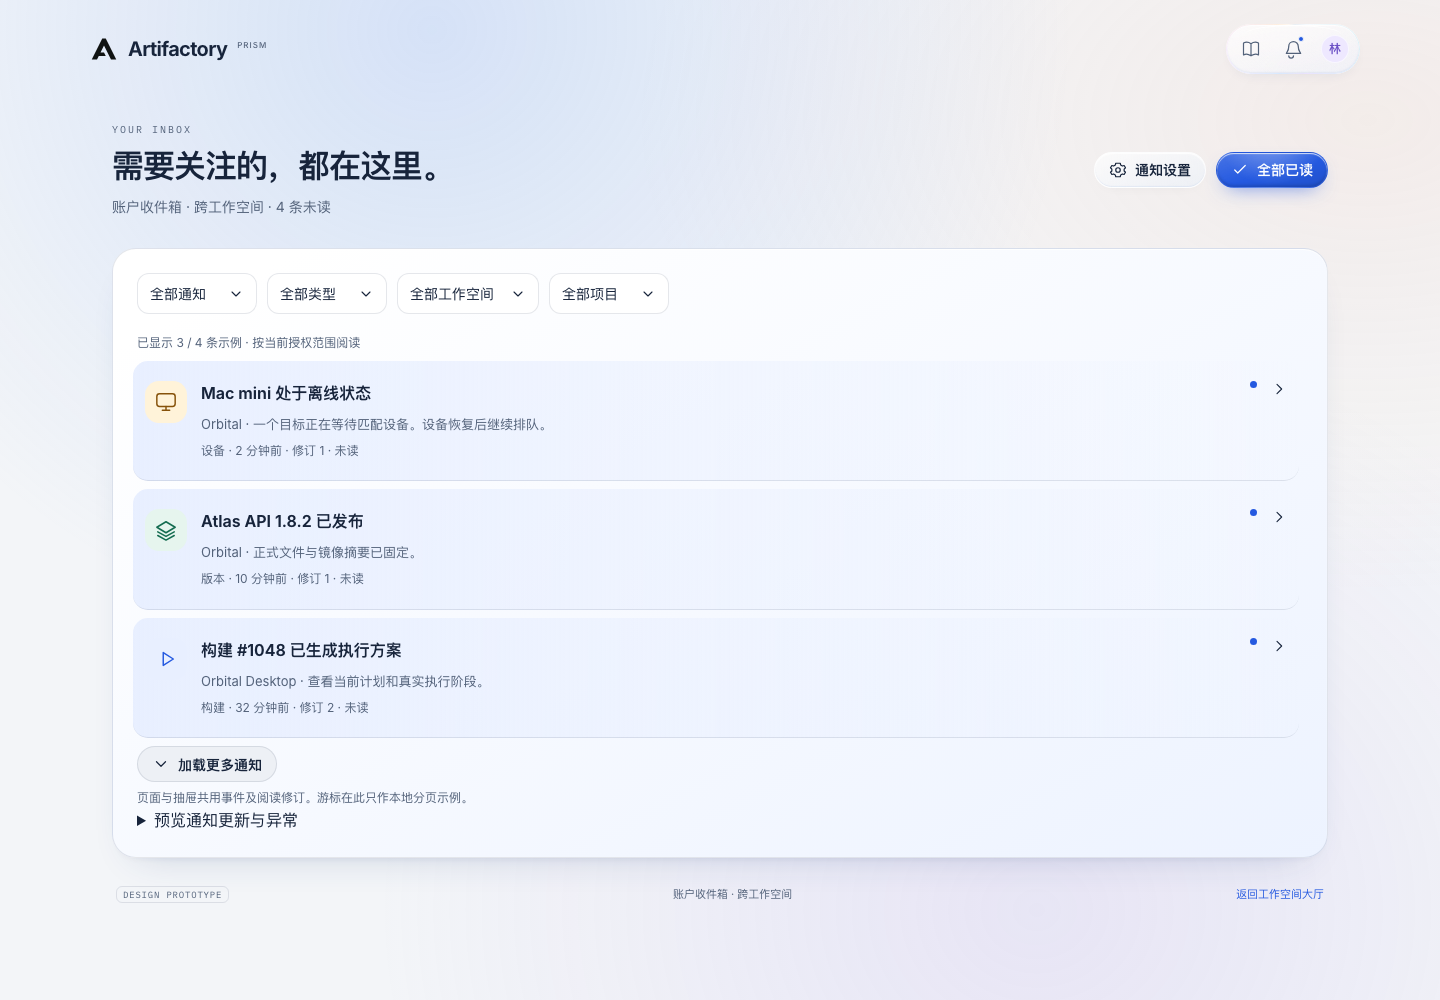 Artifactory PRISM
林
YOUR INBOX
需要关注的，都在这里。
账户收件箱 · 跨工作空间 · 4 条未读
通知设置
全部已读
全部通知
全部类型
全部工作空间
全部项目
已显示 3 / 4 条示例 · 按当前授权范围阅读
Mac mini 处于离线状态
Orbital · 一个目标正在等待匹配设备。设备恢复后继续排队。
设备 · 2 分钟前 · 修订 1 · 未读
Atlas API 1.8.2 已发布
Orbital · 正式文件与镜像摘要已固定。
版本 · 10 分钟前 · 修订 1 · 未读
构建 #1048 已生成执行方案
Orbital Desktop · 查看当前计划和真实执行阶段。
构建 · 32 分钟前 · 修订 2 · 未读
加载更多通知
页面与抽屉共用事件及阅读修订。游标在此只作本地分页示例。
预览通知更新与异常
DESIGN PROTOTYPE
账户收件箱 · 跨工作空间
返回工作空间大厅